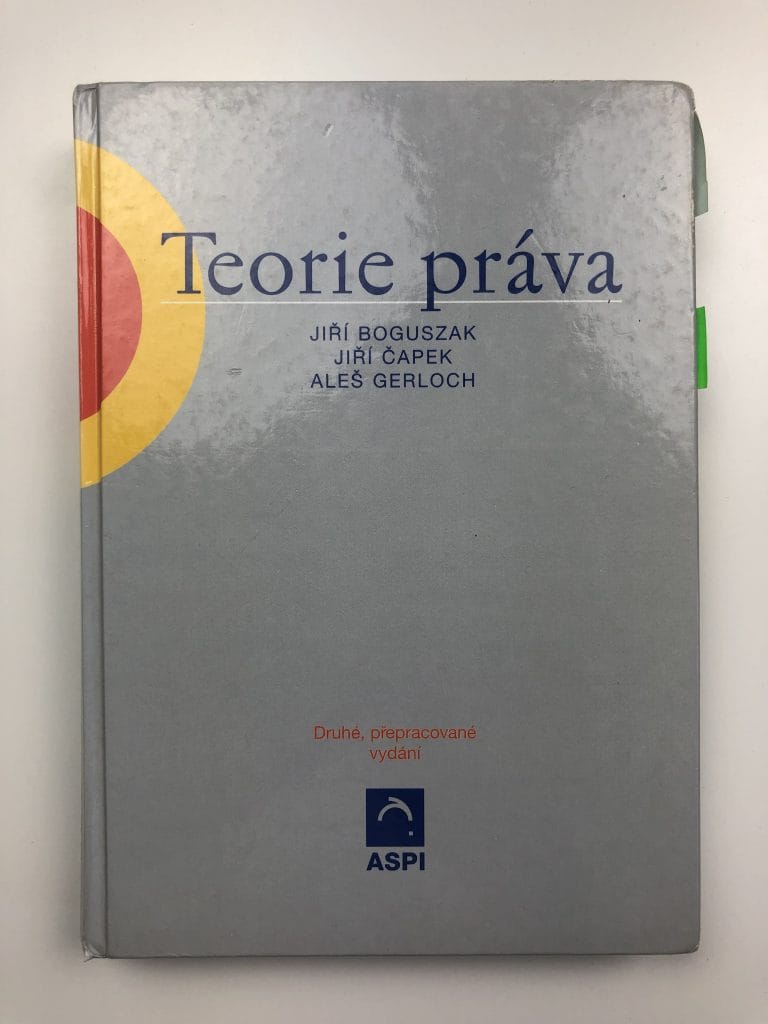 Teorie práva
JIŘÍ BOGUSZAK
JIŘÍ ČAPEK
ALEŠ GERLOCH
Druhé, přepracované
vydání
ASPI